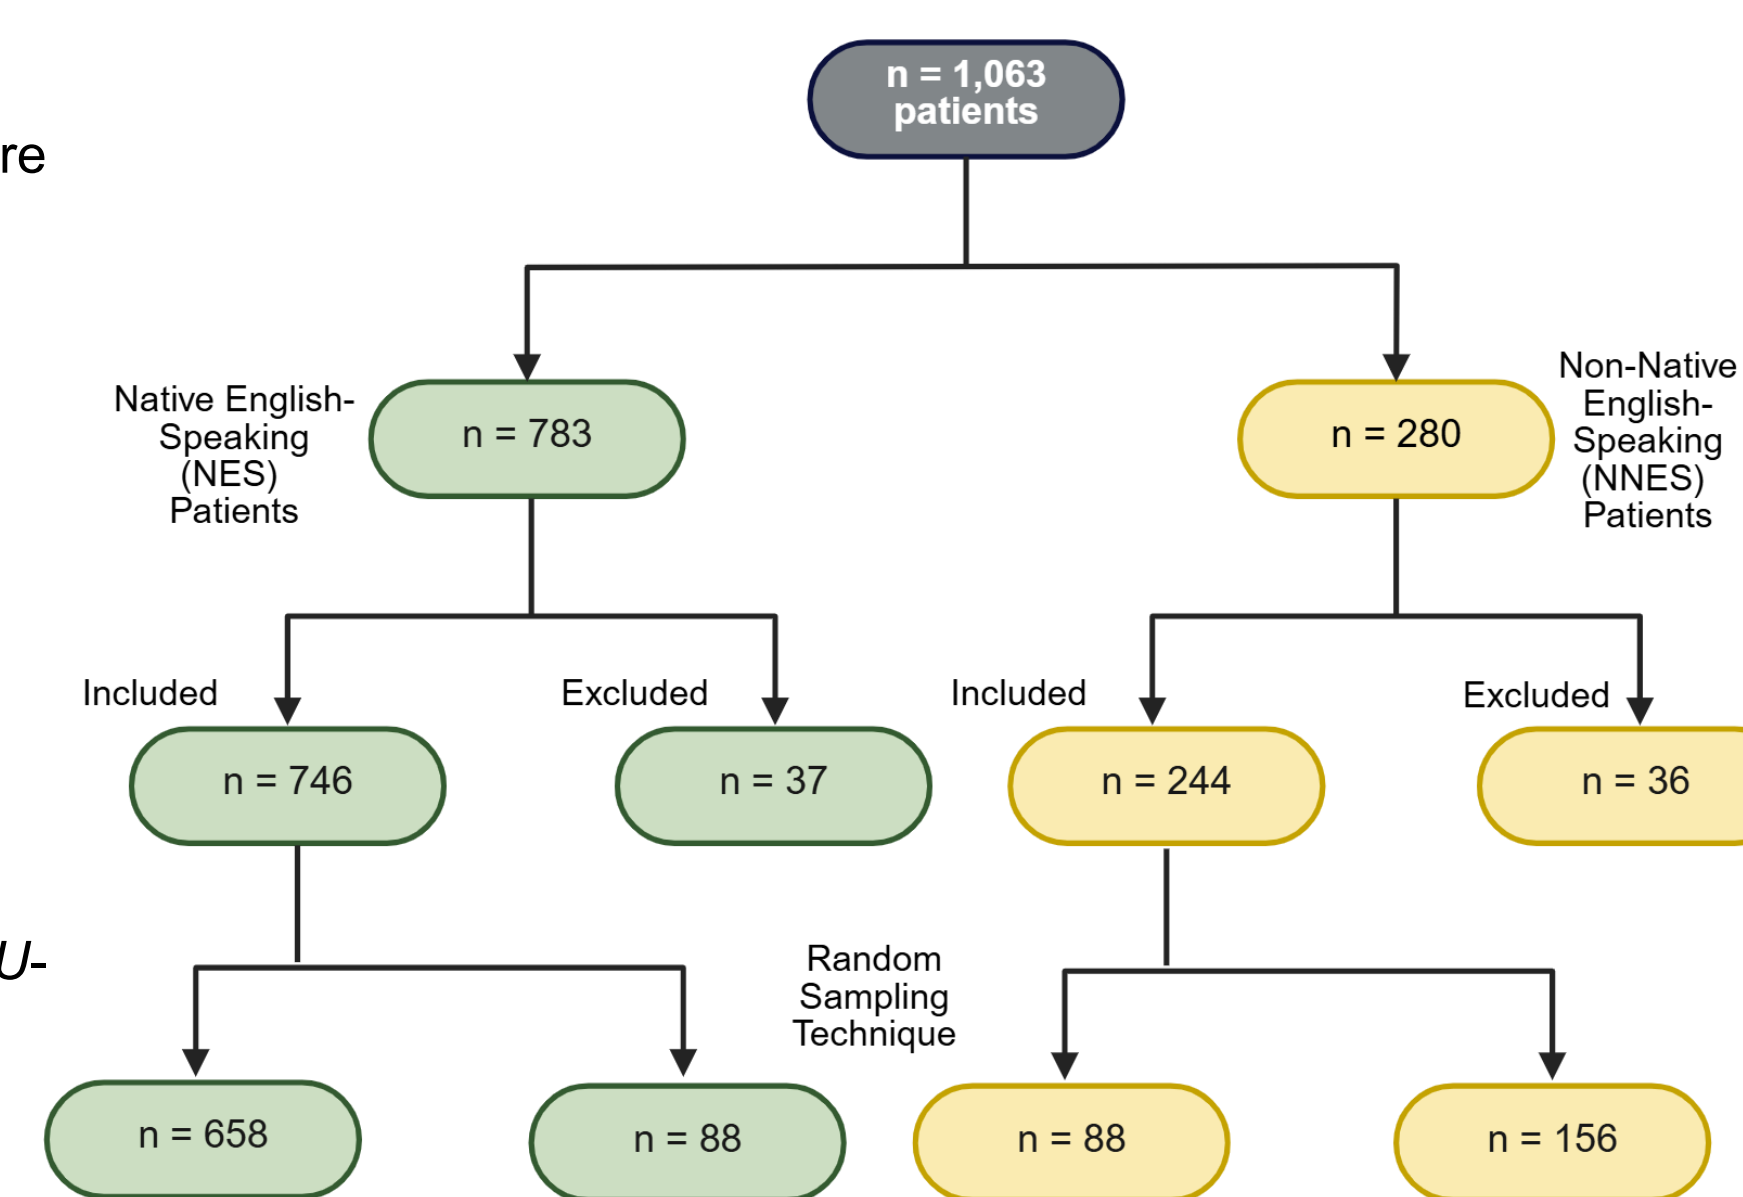 n = 1,063
patients
re
Native English-
Speaking
(NES)
Patients
n = 783
n = 280
Non-Native
English-
Speaking
(NNES)
Patients
Included
Excluded
Included
Excluded
n = 746
n = 37
n = 244
n = 36
U-
Random
Sampling
Technique
n = 658
n = 88
n = 88
n = 156